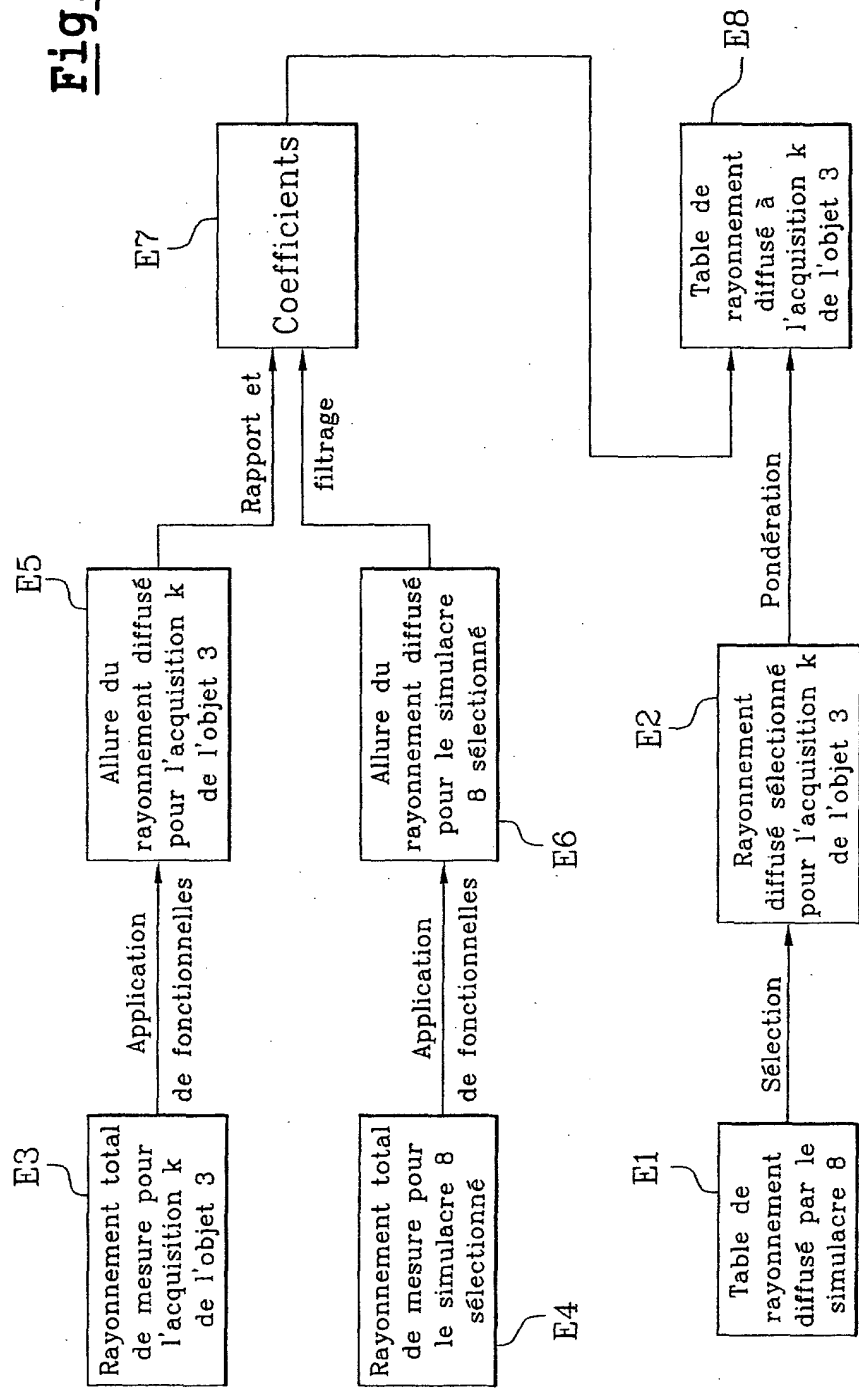 Fig.
E3
Rayonnement total
de mesure pour
l'acquisition k
de l'objet 3
Application
de fonctionnelles
E5
Allure du
rayonnement diffusé
pour l'acquisition k
de l'objet 3
Rapport et
filtrage
E7
Coefficients
Rayonnement total
de mesure pour
le simulacre 8
sélectionné
E4
Application
de fonctionnelles
Allure du
rayonnement diffusé
pour le simulacre
8 sélectionné
E6
E1
Table de
rayonnement
diffusé par le
simulacre 8
Sélection
E2
Rayonnement
diffusé sélectionné
pour l'acquisition k
de l'objet 3
Pondération
E8
Table de
rayonnement
diffusé à
l'acquisition k
de l'objet 3